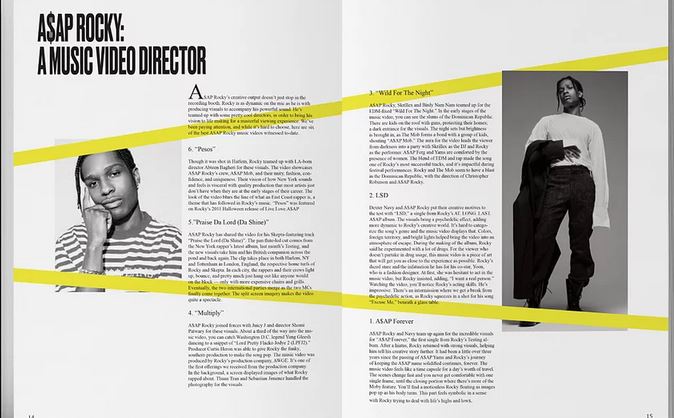 A$AP ROCKY:
A MUSIC VIDEO DIRECTOR
ASAP Rocky's creative output doesn't just stop in the
recording booth. Rocky is as dynamic on the mic as he is with
producing visuals to accompany his powerful sound. He's
teamed up with some pretty cool directors, in order to bring his
vision to life making for a masterful viewing experience. We've
been paying attention, and while it's hard to choose, here are six
of the best A$AP Rocky music videos witnessed to-date.
6. "Peso"
Though it was shot in Harlem, Rocky teamed up with LA-born
director Abteen Bagheri for this video. The video showcases
A$AP Rocky's crew, A$AP Mob, and their unity, fashion, con-
fidence, and uniqueness. Their vision of how New York sounds
and feels is visceral with quality production that most artists just
don't have when they are at the early stages of their career. The
look of the video blurs the line of what an East Coast rapper is, a
theme that has followed in Rocky's music. "Peso" was featured
on Rocky's 2011 Release of Live.Love.A$AP
5."Praise Da Lord (Da Shine)"
ASAP Rocky has shared the video for his Skepta-featuring track
"Praise the Lord (Da Shine)". The
the New York rapper's latest album, last month's Testing, and
the new visuals take him and his British companion across the
pond and back again. The clip takes place in both Harlem, NY
and Tottenham in London, England, the respective home turfs of
Rocky and Skepta. In each city, the rappers and their crews light
up, bounce, and pretty much act as
on the block — only with more expensive chains and grills.
Eventually, the two international parties merge as the two MCs
finally come together. The split screen imagery makes the video
quite a spectacle.
4. "Multiply"
ASAP Rocky joined forces with Juicy J and director Shomi
Patwary for these visuals. About a third of the way into the mu-
sic video, you can catch Washington D.C. legend Yung Gleesh
dancing to a snippet of "Lord Pretty Flacko Jodye 2 (LPFJ2)."
Producer Curtis Heron was able to give Rocky the funky,
southern production to make the song pop. The music video was
produced by Rocky's production company, AWGE. It's one of
the first offerings we received from the production company.
In the background, a screen displayed images of what Rocky
rapped about. Tisun Tran and Sebastian Jimenez handled the
photography for the visuals.
14
3. "Wild For The Night"
ASAP Rocky, Skrillex and Birdy Nam Nam teamed up for the
EDM-fused "Wild For The Night." In the early stages of the
music video, you can see the slums of the Dominican Republic.
There are kids on the roof with guns, protecting their homes;
a dark entrance for the visuals. The night sets but brightness
is brought in, as The Mob forms a bond with a group of kids,
shouting "A$AP Mob." The aura for the video leads the viewer
from darkness into a party with Skrillex as the DJ and Rocky
as the performer. A$AP Ferg and Yams are comforted by the
presence of women. The blend of EDM and rap made the song
one of Rocky's most successful tracks, and it's impactful during
festival performances. Rocky and The Mob seem to have a blast
in the Dominican Republic, with the direction of Christopher
Robinson and A$AP Rocky.
2. LSD
Dexter Navy and ASAP Rocky put their creative motives to
the test with "LSD," a single from Rocky's AT. LONG. LAST.
ASAP album. The visuals bring a psychedelic effect, adding
more dynamic to Rocky's creative world. It's hard to catego-
rize the song's genre and the music video displays that. Colors,
foreign territory, and bright lights helped bring the video into an
atmosphere of escape. During the making of the album, Rocky
said he experimented with a lot of drugs. For the viewer who
doesn't partake in drug usage, this music video is a piece of
art that will get you as close to the experience as possible. Rocky's
dazed stare and the infatuation he has for his co-star,
who is a fashion designer. At first, she was hesitant to act in the
music video, but Rocky insisted, adding, "I want a real person."
Watching the video, you'll notice Rocky's acting skills. He's
impressive. There's an intermission where we get a break from
the psychedelic action, as Rocky squeezes in a shot for his song
"Excuse Me," beneath a glass table.
1. ASAP Forever
ASAP Rocky and Navy team up again for the incredible visuals
for "A$AP Forever," the first single from Rocky's Testing al-
bum. After a hiatus, Rocky returned with strong visuals, helping
him tell his creative story further. It had been a little over three
years since the passing of A$AP Yams and Rocky's journey
of keeping the A$AP name solidified continues, forever. The
music video feels like a time capsule for a day's worth of travel.
The scenes change fast and you never get comfortable with one
single frame, until the closing portion where there's more of the
Moby feature. You'll find a motionless Rocky floating as images
pop up as his body turns. This part feels symbolic in a sense
with Rocky trying to deal with life's highs and lows.
15